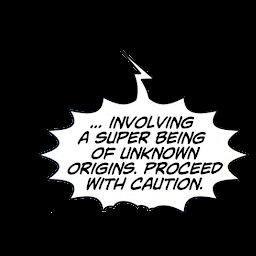 ... INVOLVING
A SUPER BEING
OF UNKNOWN
ORIGINS. PROCEED
WITH CAUTION.